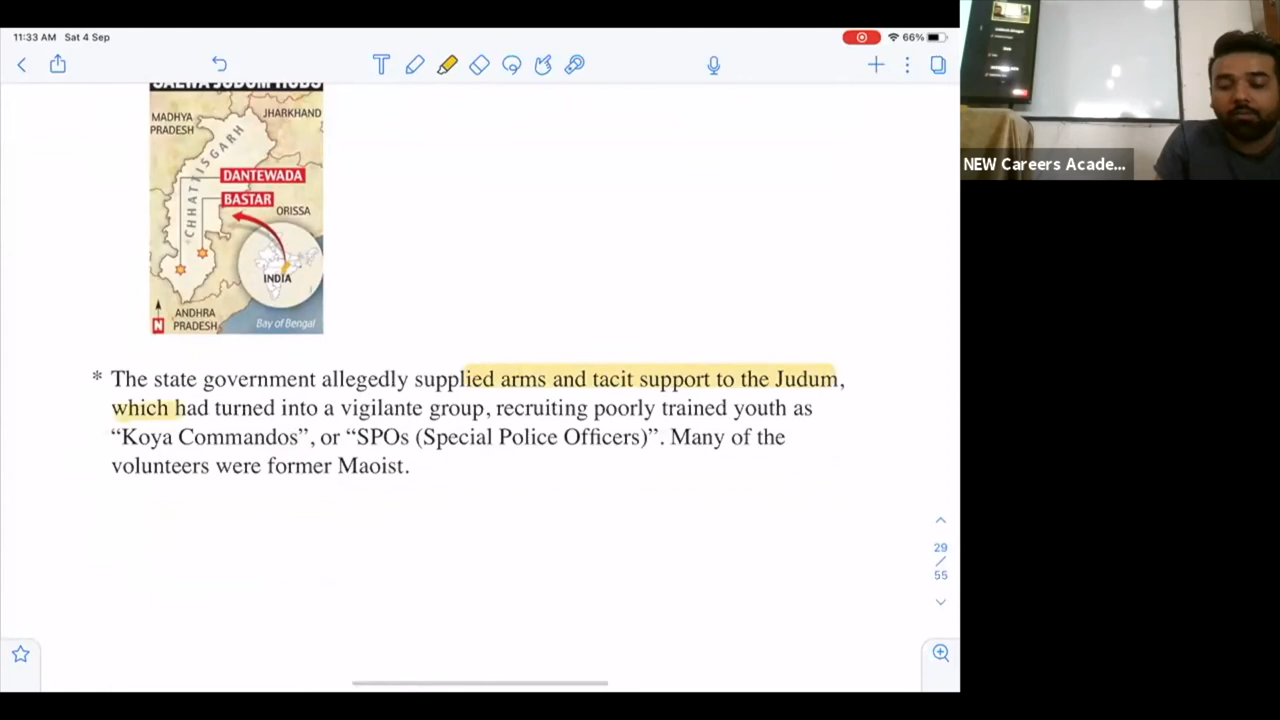 11:33 AM Sat 4 Sep
66%
SALWA JUDUM HUBS
MADHYA
PRADESH
JHARKHAND
CHHATTISGARH
DANTEWADA
BASTAR
ORISSA
INDIA
ANDHRA
PRADESH
N
Bay of Bengal
* The state government allegedly supplied arms and tacit support to the Judum,
which had turned into a vigilante group, recruiting poorly trained youth as
“Koya Commandos”, or “SPOs (Special Police Officers)”. Many of the
volunteers were former Maoist.
29
/
55
NEW Careers Acade...